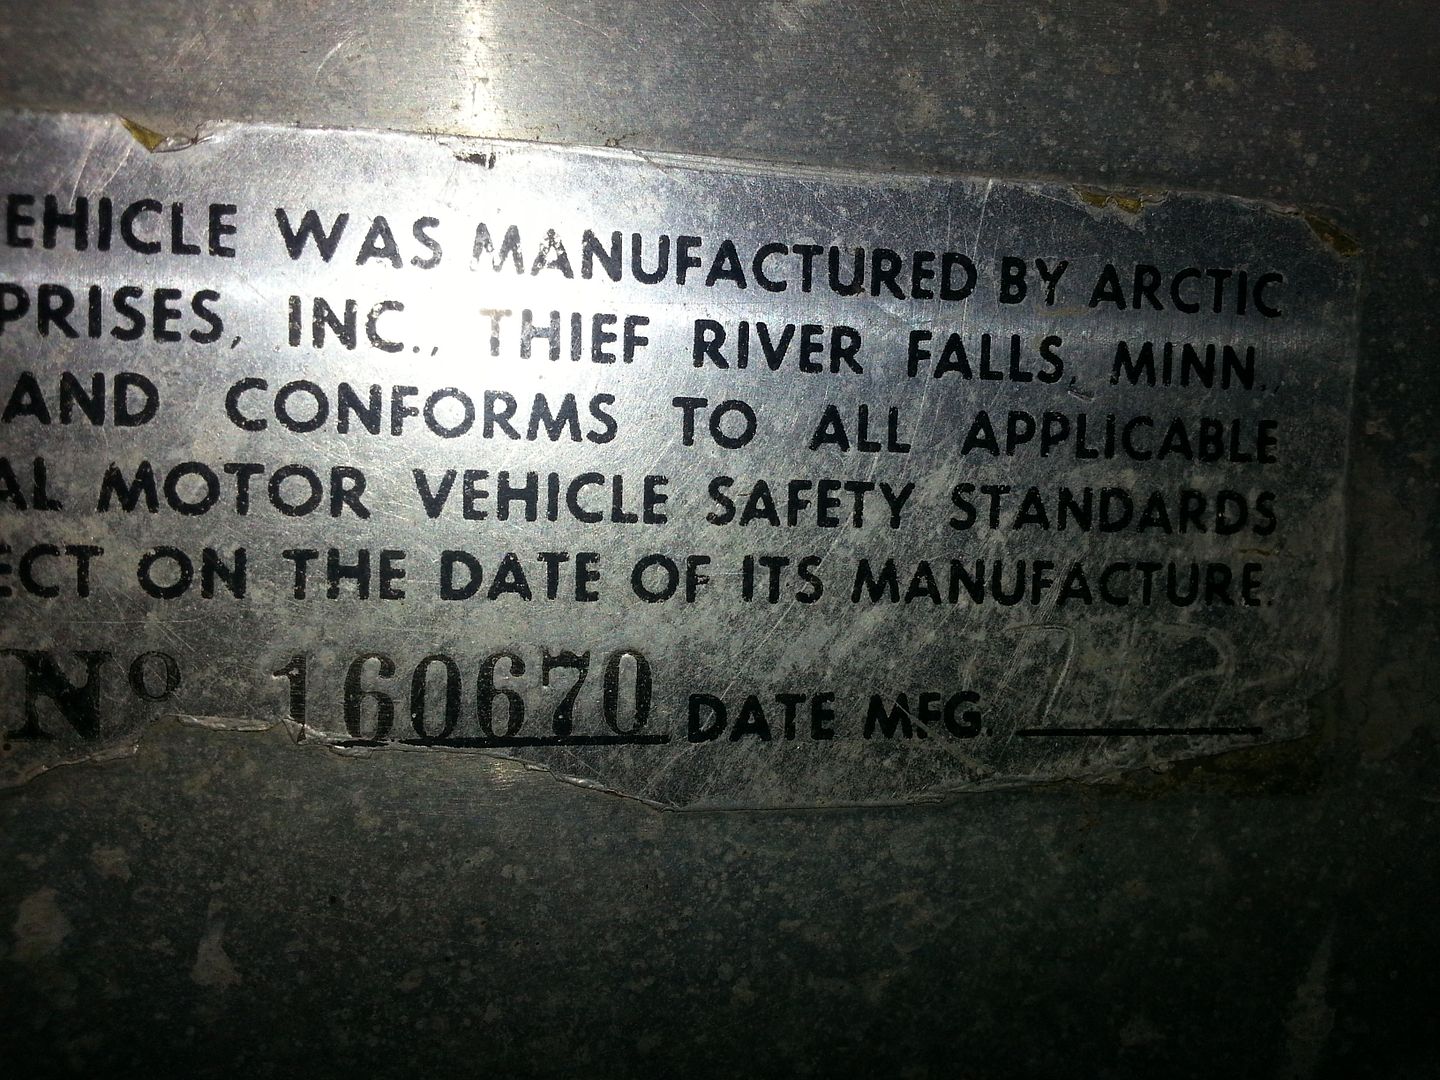 EHICLE WAS MANUFACTURED BY ARCTIC
PRISES, INC., THIEF RIVER FALLS, MINN.,
AND CONFORMS TO ALL APPLICABLE
AL MOTOR VEHICLE SAFETY STANDARDS
ECT ON THE DATE OF ITS MANUFACTURE.
No 160670 DATE MFG.